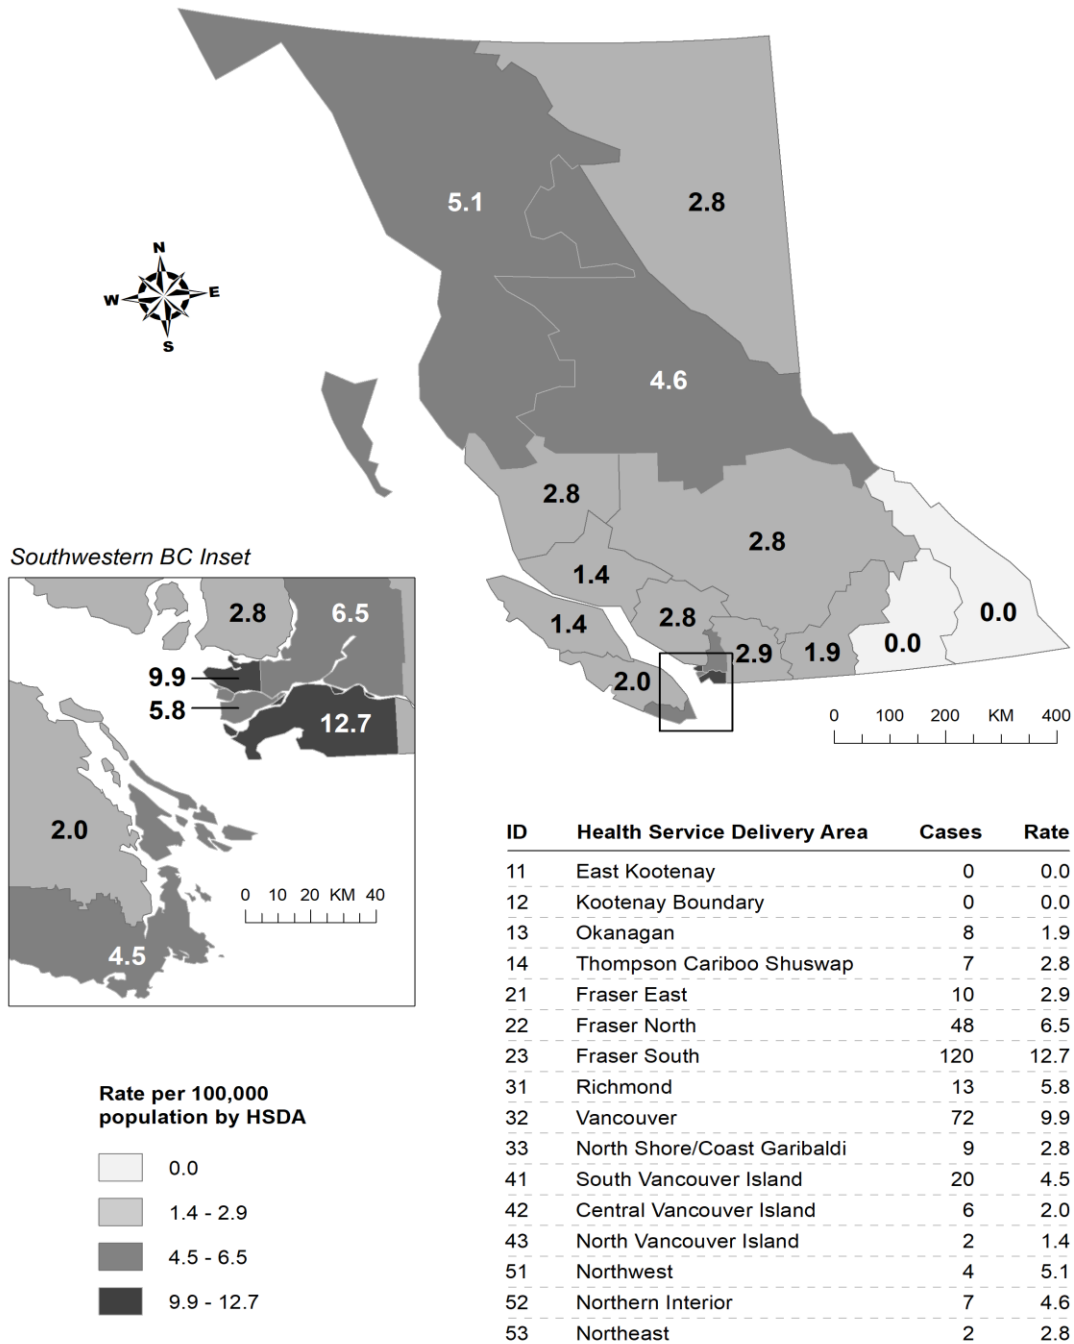 5.1
2.8
N
W E
S
4.6
2.8
2.8
1.4
1.4
2.8
2.9
1.9
0.0
0.0
2.0
0 100 200 KM 400
Southwestern BC Inset
2.8
6.5
9.9
5.8
12.7
2.0
0 10 20 KM 40
4.5
Rate per 100,000
population by HSDA
0.0
1.4 - 2.9
4.5 - 6.5
9.9 - 12.7
ID Health Service Delivery Area Cases Rate
11 East Kootenay 0 0.0
12 Kootenay Boundary 0 0.0
13 Okanagan 8 1.9
14 Thompson Cariboo Shuswap 7 2.8
21 Fraser East 10 2.9
22 Fraser North 48 6.5
23 Fraser South 120 12.7
31 Richmond 13 5.8
32 Vancouver 72 9.9
33 North Shore/Coast Garibaldi 9 2.8
41 South Vancouver Island 20 4.5
42 Central Vancouver Island 6 2.0
43 North Vancouver Island 2 1.4
51 Northwest 4 5.1
52 Northern Interior 7 4.6
53 Northeast 2 2.8